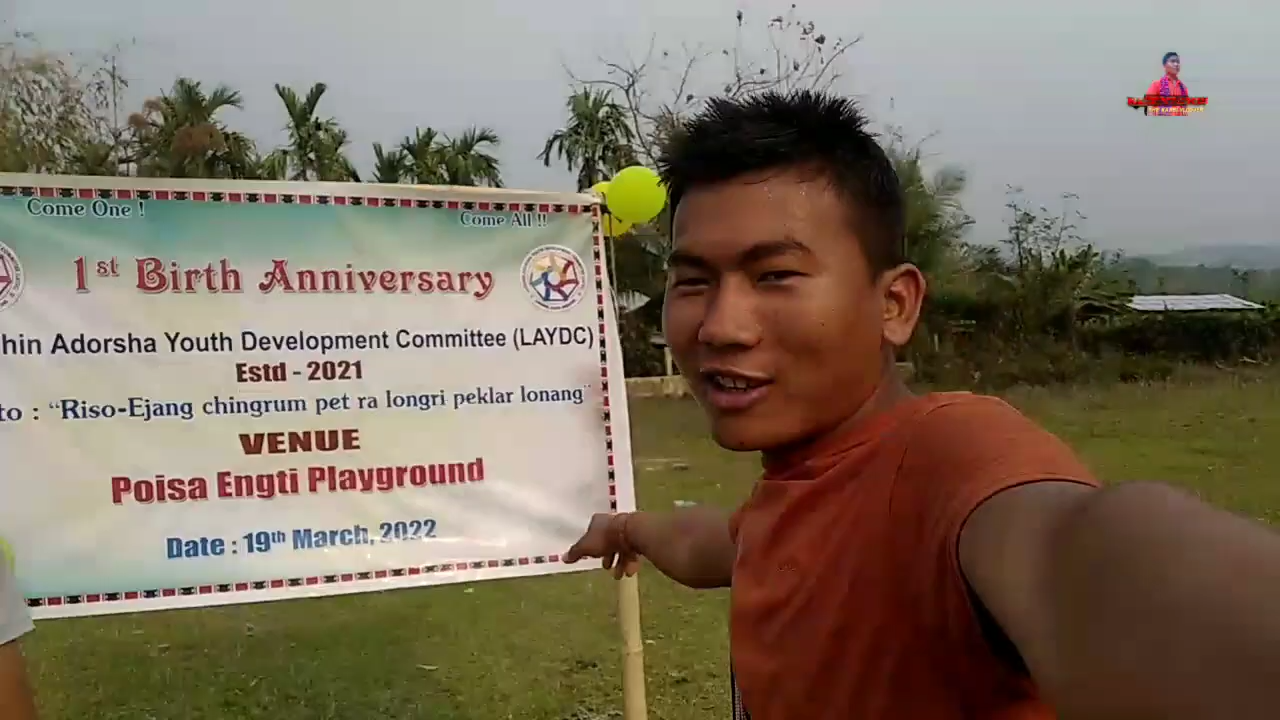 Come One !
Come All !!
1st Birth Anniversary
hin Adorsha Youth Development Committee (LAYDC)
Estd - 2021
to : “Riso-Ejang chingrum pet ra longri peklar lonang”
VENUE
Poisa Engti Playground
Date : 19th March, 2022